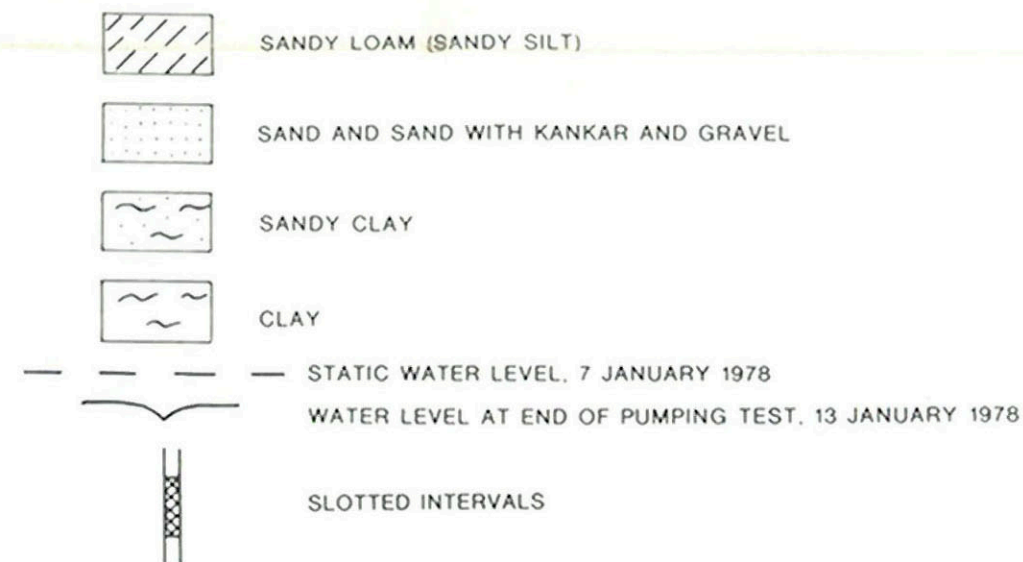 SANDY LOAM (SANDY SILT)
SAND AND SAND WITH KANKAR AND GRAVEL
SANDY CLAY
CLAY
STATIC WATER LEVEL, 7 JANUARY 1978
WATER LEVEL AT END OF PUMPING TEST, 13 JANUARY 1978
SLOTTED INTERVALS